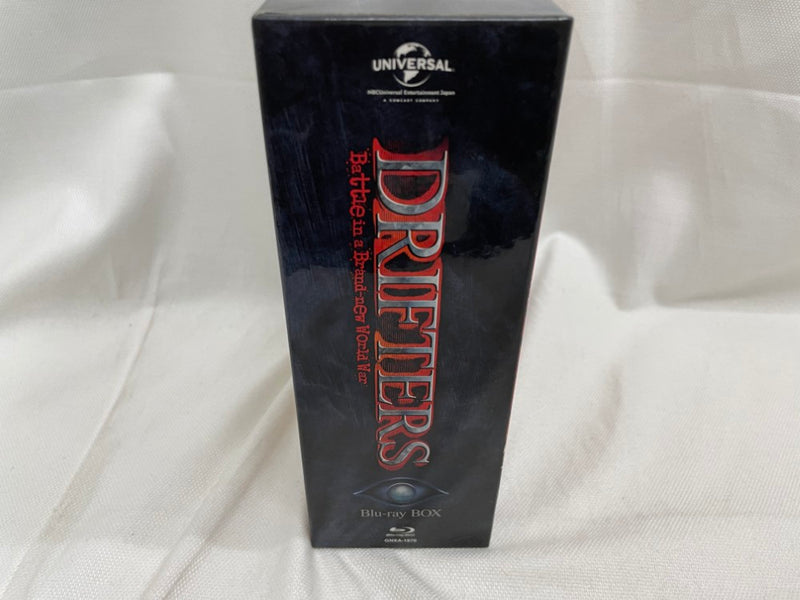 UNIVERSAL
NBCUniversal Entertainment Japan
A COMCAST COMPANY
DRIFTERS
Battle in a Brand-new World War
Blu-ray BOX
Blu-ray Disc